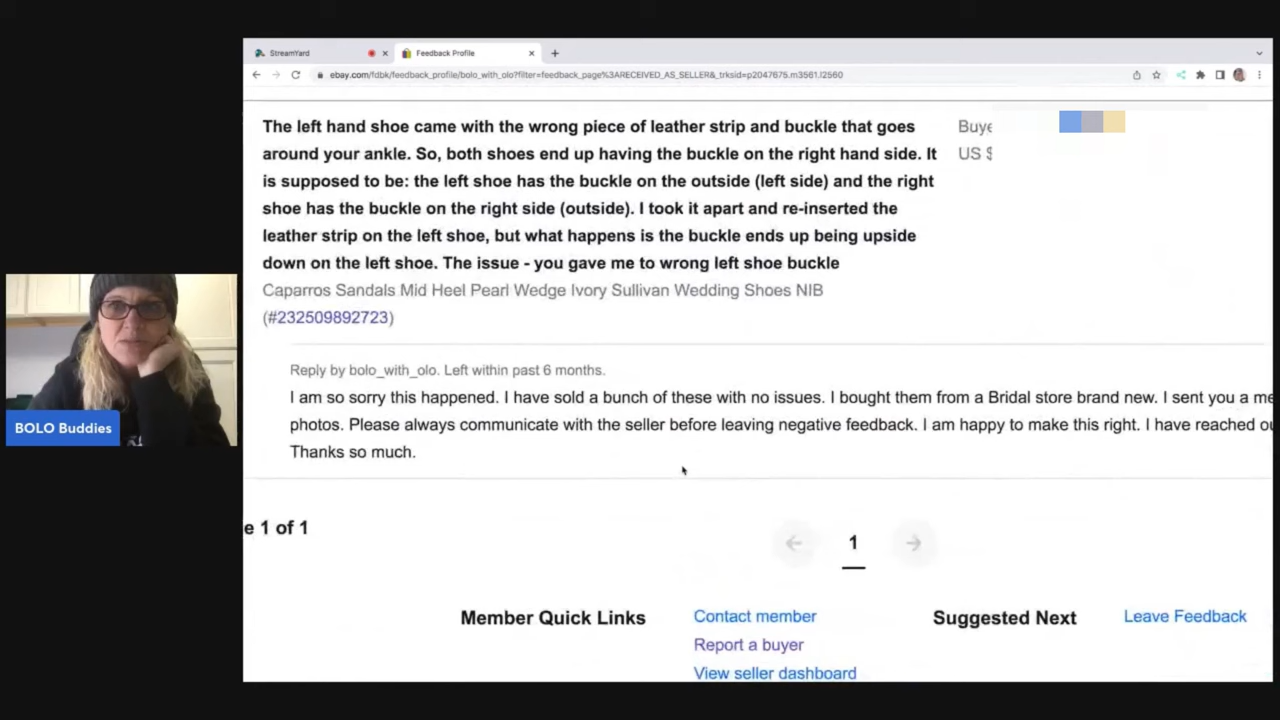 StreamYard
Feedback Profile
ebay.com/fdbk/feedback_profile/bolo_with_olo?filter=feedback_page%3ARECEIVED_AS_SELLER&_trksid=p2047675.m3561.l2560
The left hand shoe came with the wrong piece of leather strip and buckle that goes
around your ankle. So, both shoes end up having the buckle on the right hand side. It
is supposed to be: the left shoe has the buckle on the outside (left side) and the right
shoe has the buckle on the right side (outside). I took it apart and re-inserted the
leather strip on the left shoe, but what happens is the buckle ends up being upside
down on the left shoe. The issue - you gave me to wrong left shoe buckle
Caparros Sandals Mid Heel Pearl Wedge Ivory Sullivan Wedding Shoes NIB
(#232509892723)
Buye
US $
Reply by bolo_with_olo. Left within past 6 months.
I am so sorry this happened. I have sold a bunch of these with no issues. I bought them from a Bridal store brand new. I sent you a me
photos. Please always communicate with the seller before leaving negative feedback. I am happy to make this right. I have reached ou
Thanks so much.
BOLO Buddies
e 1 of 1
1
Member Quick Links
Contact member
Report a buyer
View seller dashboard
Suggested Next
Leave Feedback